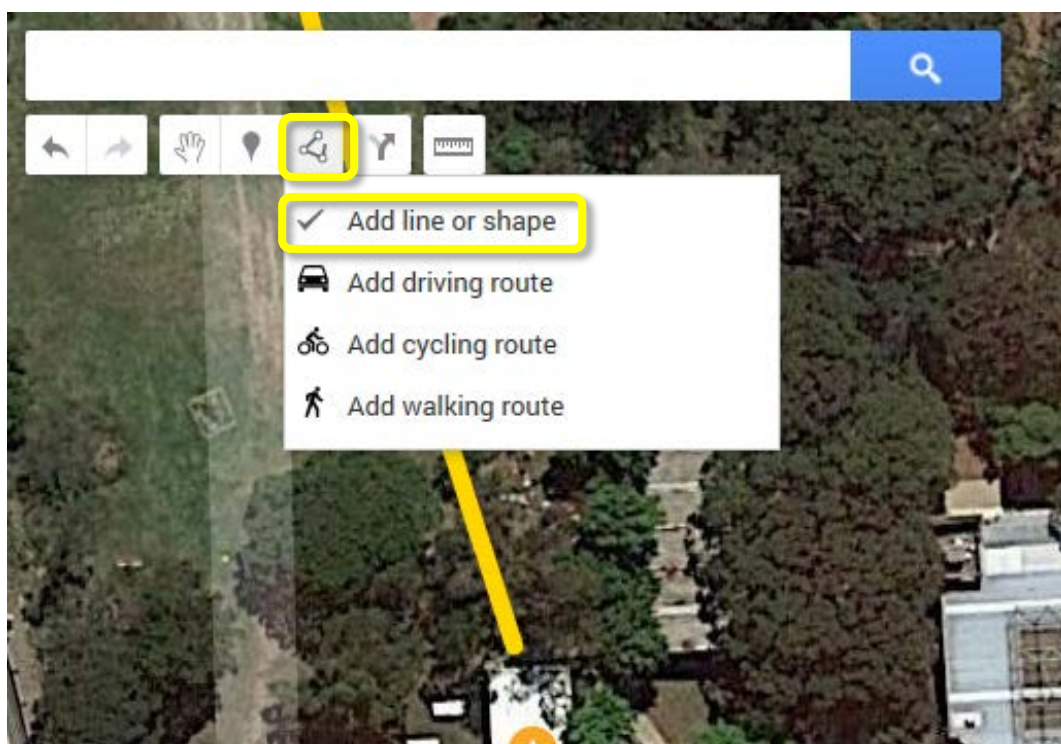 Add line or shape
Add driving route
Add cycling route
Add walking route